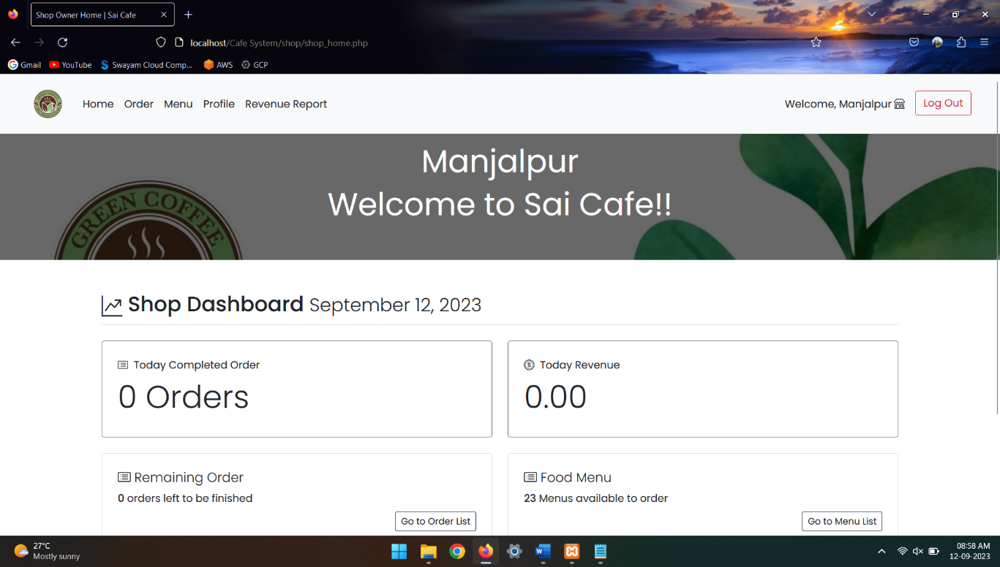 Shop Owner Home | Sai Cafe
localhost/Cafe System/shop/shop_home.php
Gmail YouTube Swayam Cloud Comp... AWS GCP
Home Order Menu Profile Revenue Report Welcome, Manjalpur Log Out
Manjalpur
Welcome to Sai Cafe!!
GREEN COFFEE
Shop Dashboard September 12, 2023
Today Completed Order
0 Orders
Today Revenue
0.00
Remaining Order
0 orders left to be finished
Go to Order List
Food Menu
23 Menus available to order
Go to Menu List
27°C
Mostly sunny
08:58 AM
12-09-2023